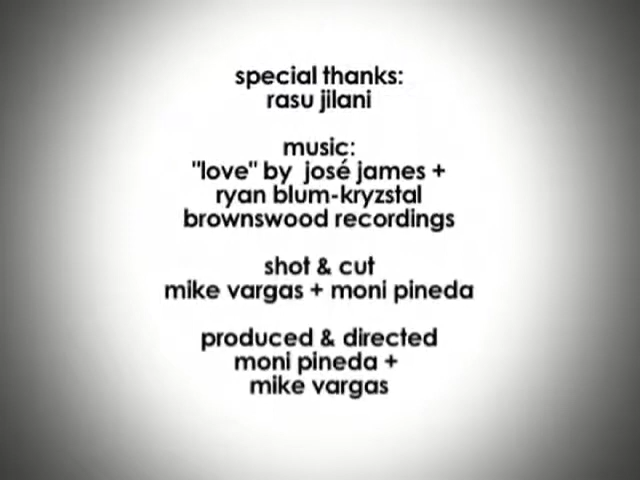 special thanks:
rasu jilani
music:
"love" by josé james +
ryan blum-kryzstal
brownswood recordings
shot & cut
mike vargas + moni pineda
produced & directed
moni pineda +
mike vargas